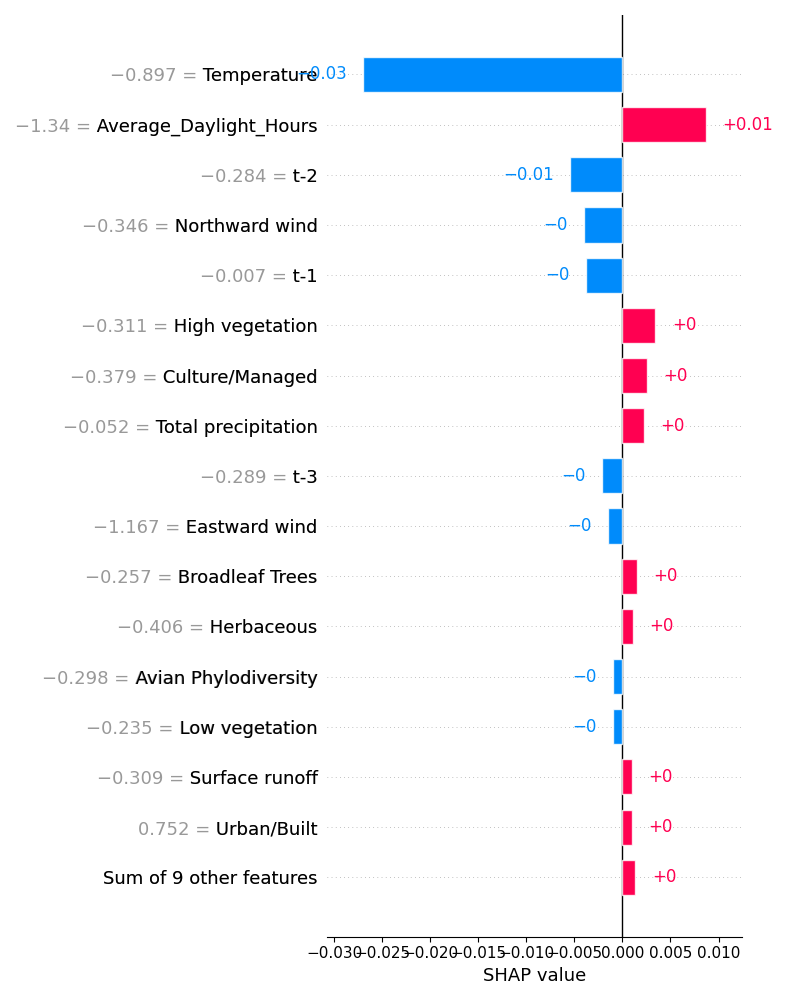 −0.897 = Temperature −0.03
−1.34 = Average_Daylight_Hours +0.01
−0.284 = t-2 −0.01
−0.346 = Northward wind −0
−0.007 = t-1 −0
−0.311 = High vegetation +0
−0.379 = Culture/Managed +0
−0.052 = Total precipitation +0
−0.289 = t-3 −0
−1.167 = Eastward wind −0
−0.257 = Broadleaf Trees +0
−0.406 = Herbaceous +0
−0.298 = Avian Phylodiversity −0
−0.235 = Low vegetation −0
−0.309 = Surface runoff +0
0.752 = Urban/Built +0
Sum of 9 other features +0
−0.030 −0.025 −0.020 −0.015 −0.010 −0.005 0.000 0.005 0.010
SHAP value